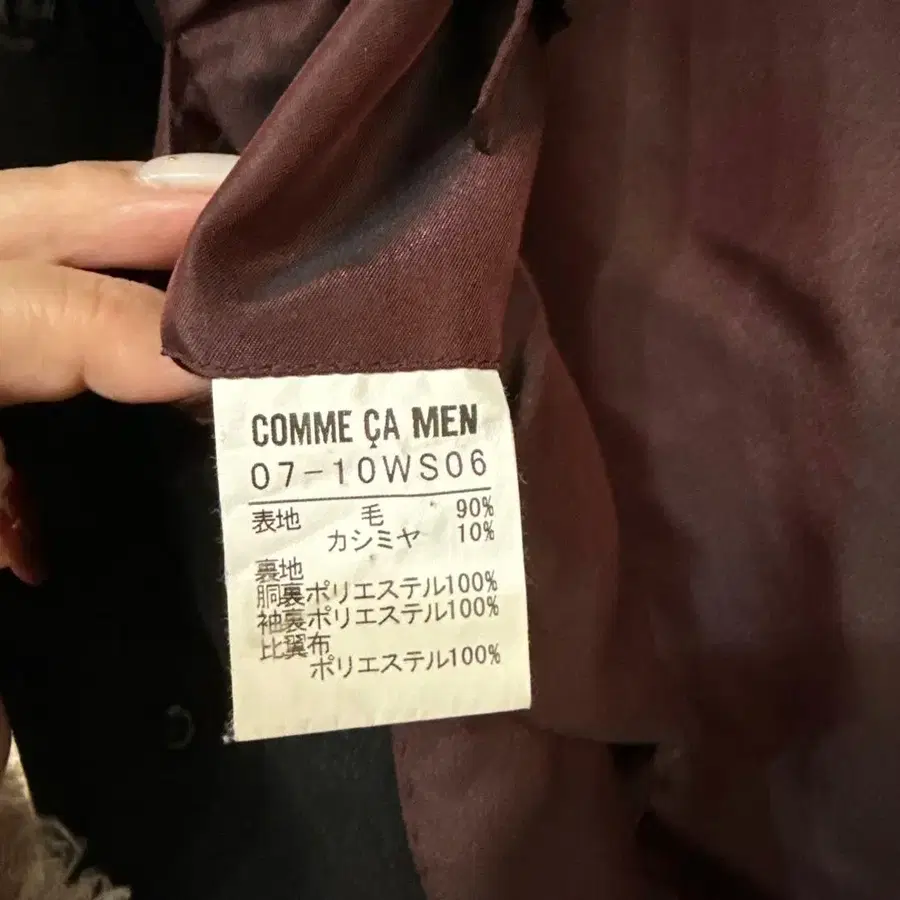 COMME ÇA MEN
07-10WS06
表地 毛 90%
カシミヤ 10%
裏地
胴裏ポリエステル100%
袖裏ポリエステル100%
比翼布
ポリエステル100%